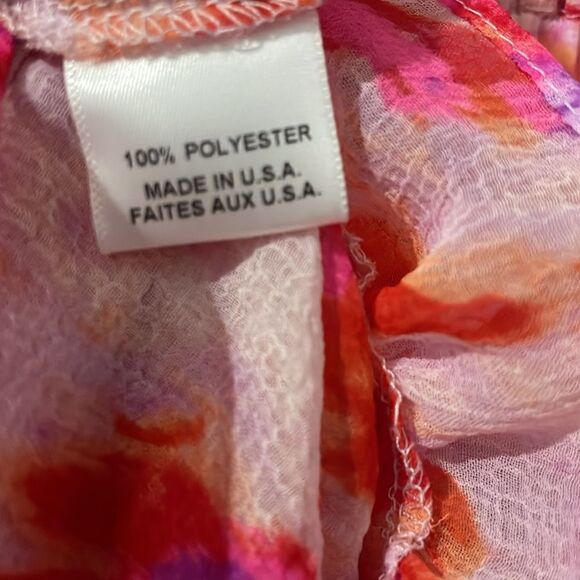 100% POLYESTER
MADE IN U.S.A.
FAITES AUX U.S.A.